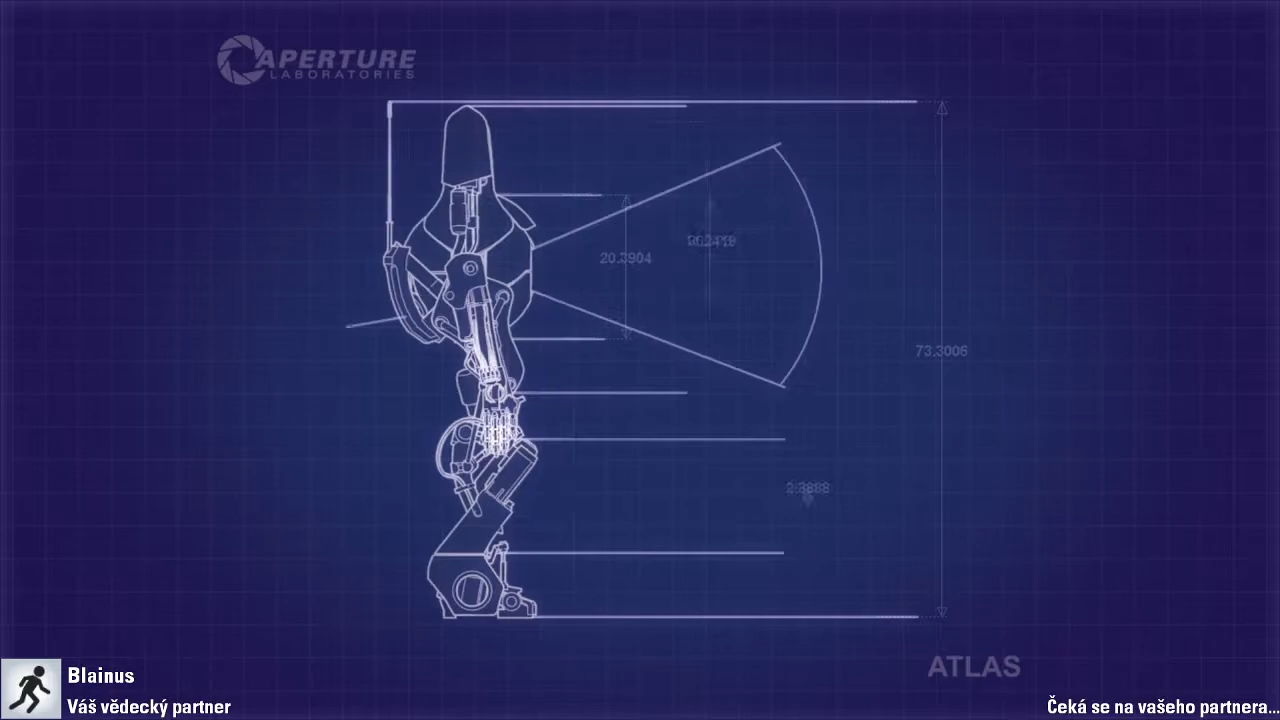 APERTURE
LABORATORIES
20.3904
73.3006
ATLAS
Blainus
Váš vědecký partner
Čeká se na vašeho partnera...